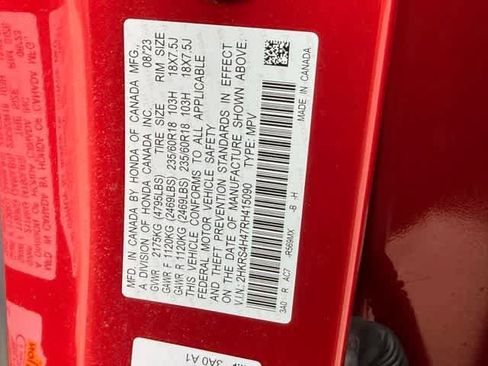 MFD. IN CANADA BY HONDA OF CANADA MFG.,
A DIVISION OF HONDA CANADA INC. 08/23
GVWR 2175KG (4795LBS) TIRE SIZE RIM SIZE
GAWR F 1120KG (2469LBS) 235/60R18 103H 18X7.5J
GAWR R 1120KG (2469LBS) 235/60R18 103H 18X7.5J
THIS VEHICLE CONFORMS TO ALL APPLICABLE
FEDERAL MOTOR VEHICLE SAFETY AND
THEFT PREVENTION STANDARDS IN EFFECT
ON THE DATE OF MANUFACTURE SHOWN ABOVE.
V.I.N: 2HKRS4H47RH415090 TYPE: MPV
3A0 R AC7 -R569MX -B -H
MADE IN CANADA
3A0 A1